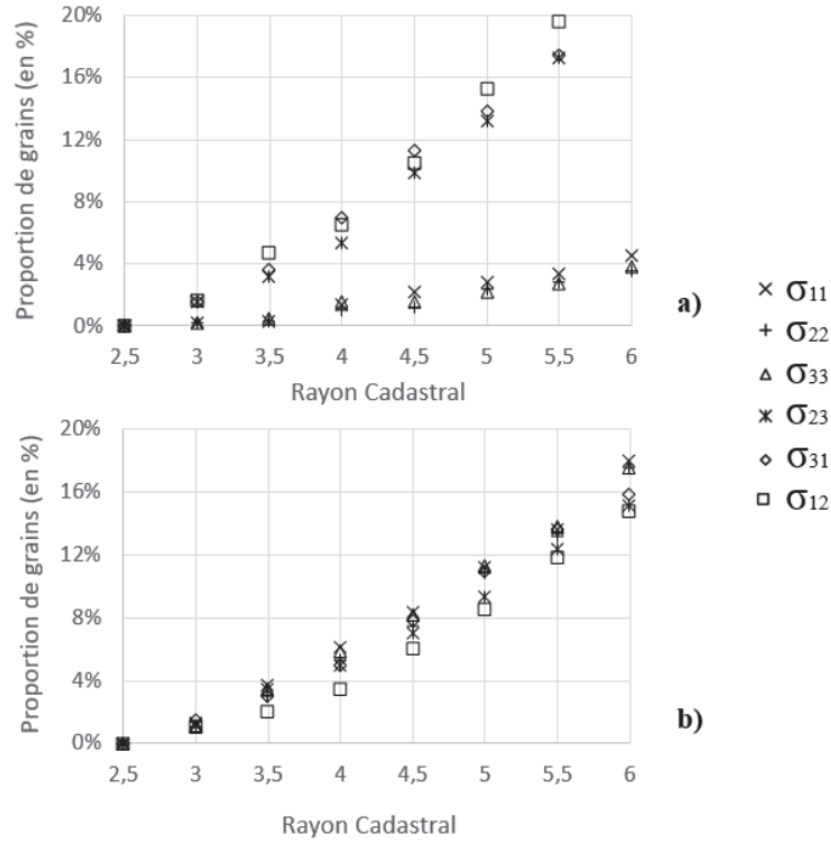 Proportion de grains (en %)
20%
16%
12%
8%
4%
0%
2,5 3 3,5 4 4,5 5 5,5 6
Rayon Cadastral
a)
Proportion de grains (en %)
20%
16%
12%
8%
4%
0%
2,5 3 3,5 4 4,5 5 5,5 6
Rayon Cadastral
b)
σ11
σ22
σ33
σ23
σ31
σ12